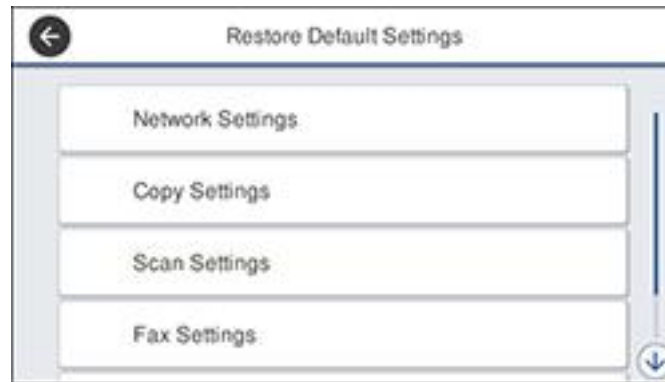 Restore Default Settings
Network Settings
Copy Settings
Scan Settings
Fax Settings